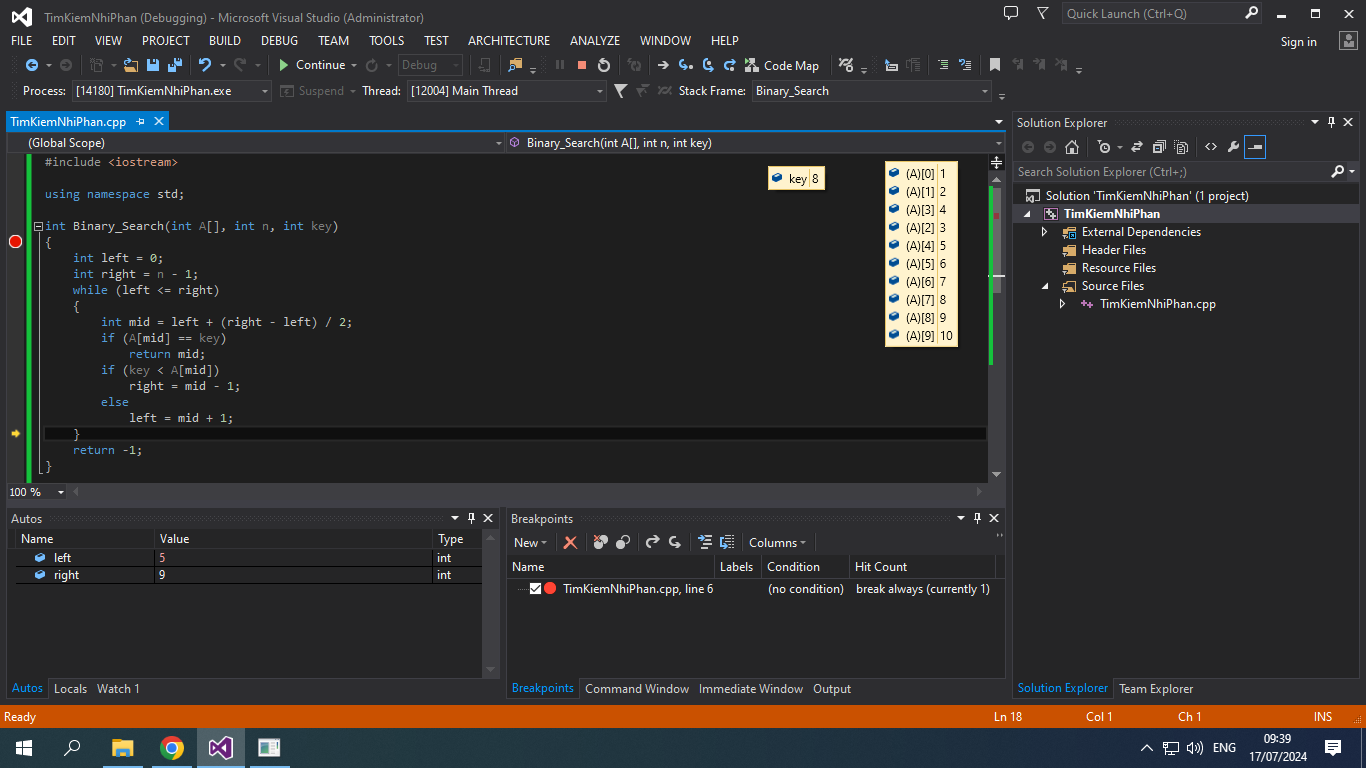 TimKiemNhiPhan (Debugging) - Microsoft Visual Studio (Administrator)
Quick Launch (Ctrl+Q)
FILE EDIT VIEW PROJECT BUILD DEBUG TEAM TOOLS TEST ARCHITECTURE ANALYZE WINDOW HELP
Sign in
Continue Debug Code Map
Process: [14180] TimKiemNhiPhan.exe Suspend Thread: [12004] Main Thread Stack Frame: Binary_Search
TimKiemNhiPhan.cpp
(Global Scope) Binary_Search(int A[], int n, int key)
#include <iostream>
using namespace std;
int Binary_Search(int A[], int n, int key)
{
int left = 0;
int right = n - 1;
while (left <= right)
{
int mid = left + (right - left) / 2;
if (A[mid] == key)
return mid;
if (key < A[mid])
right = mid - 1;
else
left = mid + 1;
}
return -1;
}
key 8
(A)[0] 1
(A)[1] 2
(A)[3] 4
(A)[2] 3
(A)[4] 5
(A)[5] 6
(A)[6] 7
(A)[7] 8
(A)[8] 9
(A)[9] 10
100 %
Solution Explorer
Search Solution Explorer (Ctrl+;)
Solution 'TimKiemNhiPhan' (1 project)
TimKiemNhiPhan
External Dependencies
Header Files
Resource Files
Source Files
TimKiemNhiPhan.cpp
Solution Explorer Team Explorer
Autos
Name Value Type
left 5 int
right 9 int
Autos Locals Watch 1
Breakpoints
New Columns
Name Labels Condition Hit Count
TimKiemNhiPhan.cpp, line 6 (no condition) break always (currently 1)
Breakpoints Command Window Immediate Window Output
Ready Ln 18 Col 1 Ch 1 INS
ENG
09:39
17/07/2024